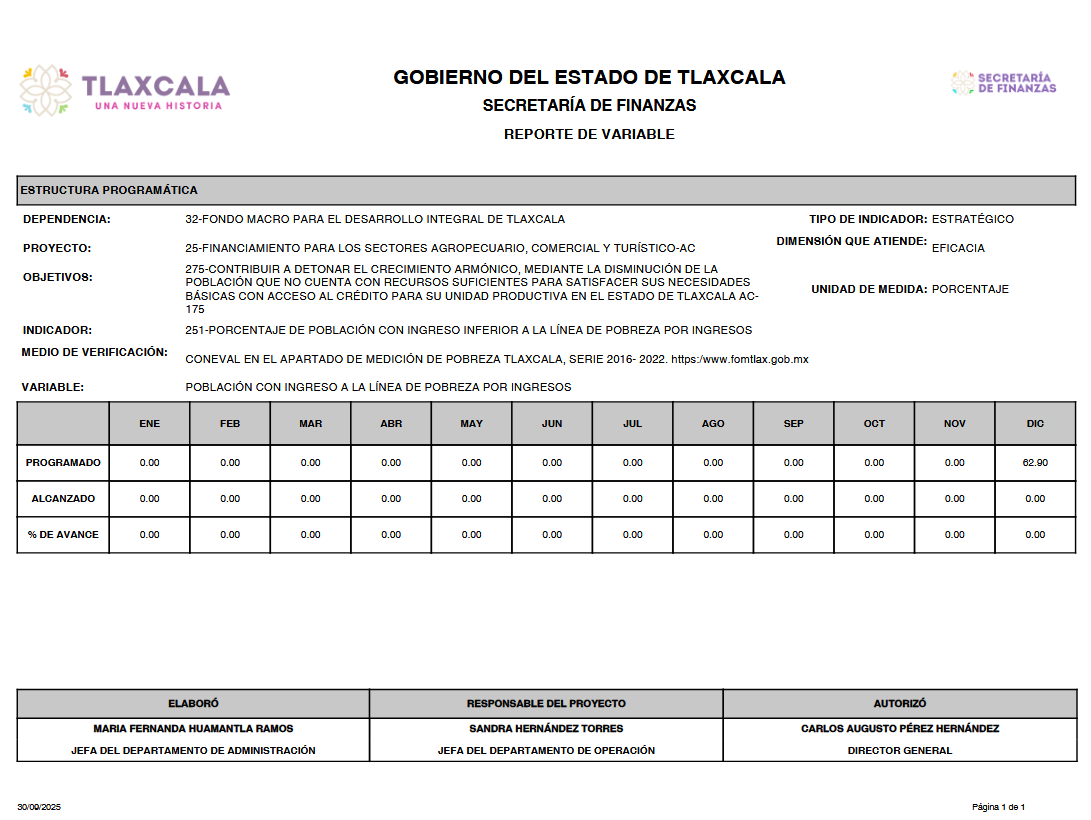 TLAXCALA
UNA NUEVA HISTORIA
GOBIERNO DEL ESTADO DE TLAXCALA
SECRETARÍA DE FINANZAS
REPORTE DE VARIABLE
SECRETARÍA
DE FINANZAS
ESTRUCTURA PROGRAMÁTICA
DEPENDENCIA: 32-FONDO MACRO PARA EL DESARROLLO INTEGRAL DE TLAXCALA TIPO DE INDICADOR: ESTRATÉGICO
PROYECTO: 25-FINANCIAMIENTO PARA LOS SECTORES AGROPECUARIO, COMERCIAL Y TURÍSTICO-AC DIMENSIÓN QUE ATIENDE: EFICACIA
OBJETIVOS: 275-CONTRIBUIR A DETONAR EL CRECIMIENTO ARMÓNICO, MEDIANTE LA DISMINUCIÓN DE LA
POBLACIÓN QUE NO CUENTA CON RECURSOS SUFICIENTES PARA SATISFACER SUS NECESIDADES
BÁSICAS CON ACCESO AL CRÉDITO PARA SU UNIDAD PRODUCTIVA EN EL ESTADO DE TLAXCALA AC-
175
UNIDAD DE MEDIDA: PORCENTAJE
INDICADOR: 251-PORCENTAJE DE POBLACIÓN CON INGRESO INFERIOR A LA LÍNEA DE POBREZA POR INGRESOS
MEDIO DE VERIFICACIÓN: CONEVAL EN EL APARTADO DE MEDICIÓN DE POBREZA TLAXCALA, SERIE 2016- 2022. https:/www.fomtlax.gob.mx
VARIABLE: POBLACIÓN CON INGRESO A LA LÍNEA DE POBREZA POR INGRESOS
ENE FEB MAR ABR MAY JUN JUL AGO SEP OCT NOV DIC
PROGRAMADO 0.00 0.00 0.00 0.00 0.00 0.00 0.00 0.00 0.00 0.00 0.00 62.90
ALCANZADO 0.00 0.00 0.00 0.00 0.00 0.00 0.00 0.00 0.00 0.00 0.00 0.00
% DE AVANCE 0.00 0.00 0.00 0.00 0.00 0.00 0.00 0.00 0.00 0.00 0.00 0.00
ELABORÓ RESPONSABLE DEL PROYECTO AUTORIZÓ
MARIA FERNANDA HUAMANTLA RAMOS SANDRA HERNÁNDEZ TORRES CARLOS AUGUSTO PÉREZ HERNÁNDEZ
JEFA DEL DEPARTAMENTO DE ADMINISTRACIÓN JEFA DEL DEPARTAMENTO DE OPERACIÓN DIRECTOR GENERAL
30/09/2025 Página 1 de 1